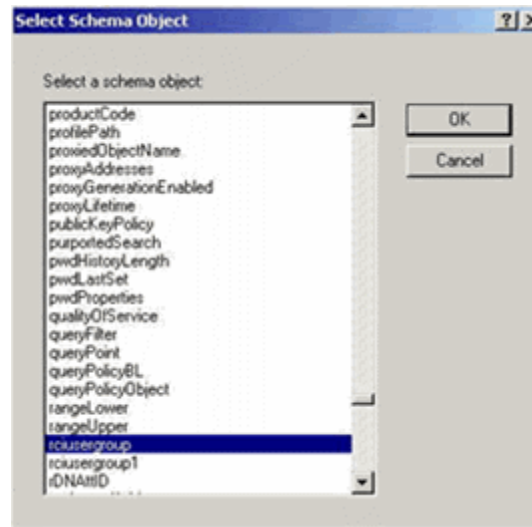 Select Schema Object
Select a schema object:
productCode
profilePath
proxiedObjectName
proxyAddresses
proxyGenerationEnabled
proxyLifetime
publicKeyPolicy
purportedSearch
pwdHistoryLength
pwdLastSet
pwdProperties
qualityOfService
queryFilter
queryPoint
queryPolicyBL
queryPolicyObject
rangeLower
rangeUpper
rciusergroup
rciusergroup1
rDNAttID
OK
Cancel